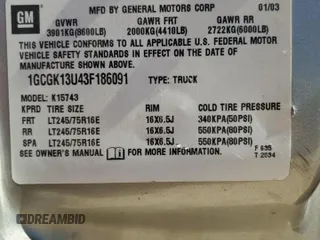 GM
MFD BY GENERAL MOTORS CORP 01/03
GVWR GAWR FRT GAWR RR
3901KG(8600LB) 2000KG(4410LB) 2722KG(6000LB)
THIS VEHICLE CONFORMS TO ALL APPLICABLE U.S. FEDERAL MOTOR
VEHICLE SAFETY STANDARDS IN EFFECT ON THE DATE OF
MANUFACTURE SHOWN ABOVE.
1GCGK13U43F186091 TYPE: TRUCK
MODEL: K15743
KPRD TIRE SIZE RIM COLD TIRE PRESSURE
FRT LT245/75R16E 16X6.5J 340KPA(50PSI)
RR LT245/75R16E 16X6.5J 550KPA(80PSI)
SPA LT245/75R16E 16X6.5J 550KPA(80PSI)
SEE OWNER'S MANUAL FOR ADDITIONAL INFORMATION.
F 635
T 2034
© DREAMBID